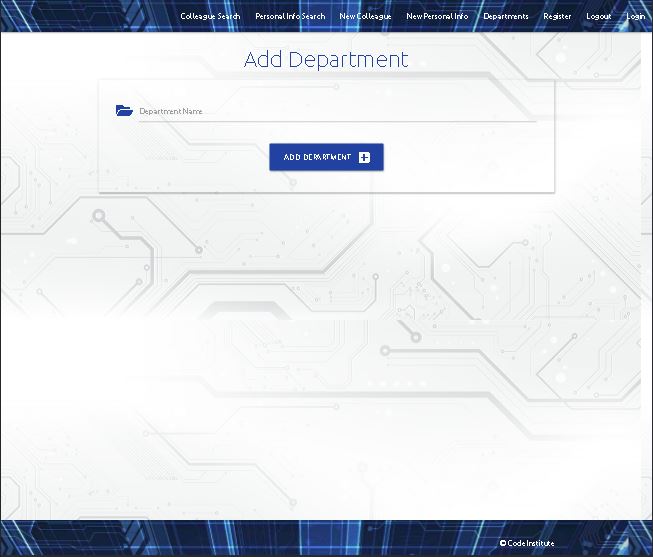 Colleague Search Personal Info Search New Colleague New Personal Info Departments Register Logout Login
Add Department
Department Name
ADD DEPARTMENT
© Code Institute